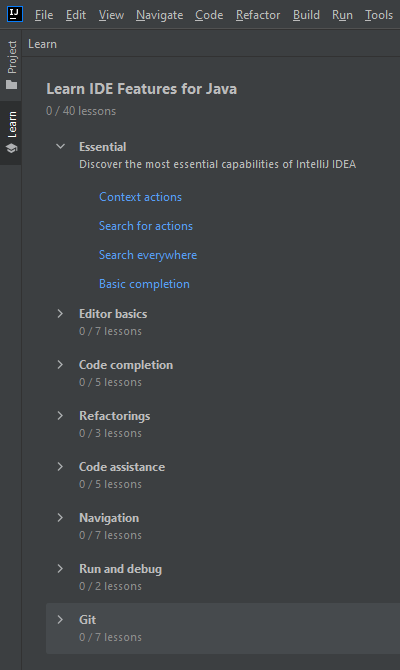 IJ File Edit View Navigate Code Refactor Build Run Tools
Project
Learn
Learn
Learn IDE Features for Java
0 / 40 lessons
Essential
Discover the most essential capabilities of IntelliJ IDEA
Context actions
Search for actions
Search everywhere
Basic completion
Editor basics
0 / 7 lessons
Code completion
0 / 5 lessons
Refactorings
0 / 3 lessons
Code assistance
0 / 5 lessons
Navigation
0 / 7 lessons
Run and debug
0 / 2 lessons
Git
0 / 7 lessons